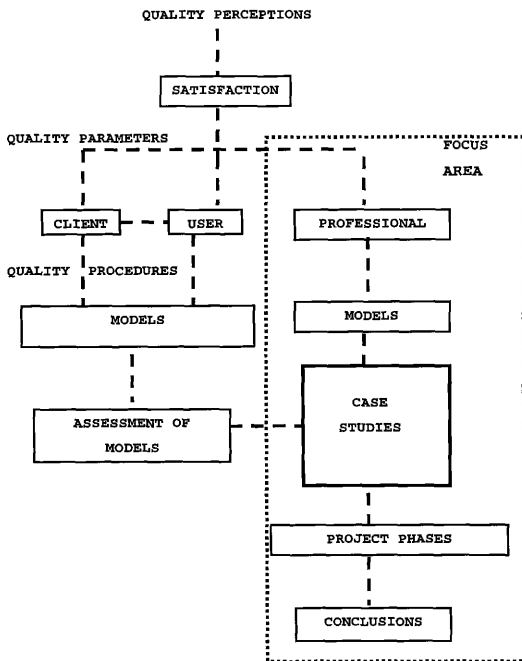 QUALITY PERCEPTIONS
SATISFACTION
QUALITY PARAMETERS
FOCUS
AREA
CLIENT
USER
PROFESSIONAL
QUALITY PROCEDURES
MODELS
MODELS
CASE
STUDIES
ASSESSMENT OF
MODELS
PROJECT PHASES
CONCLUSIONS